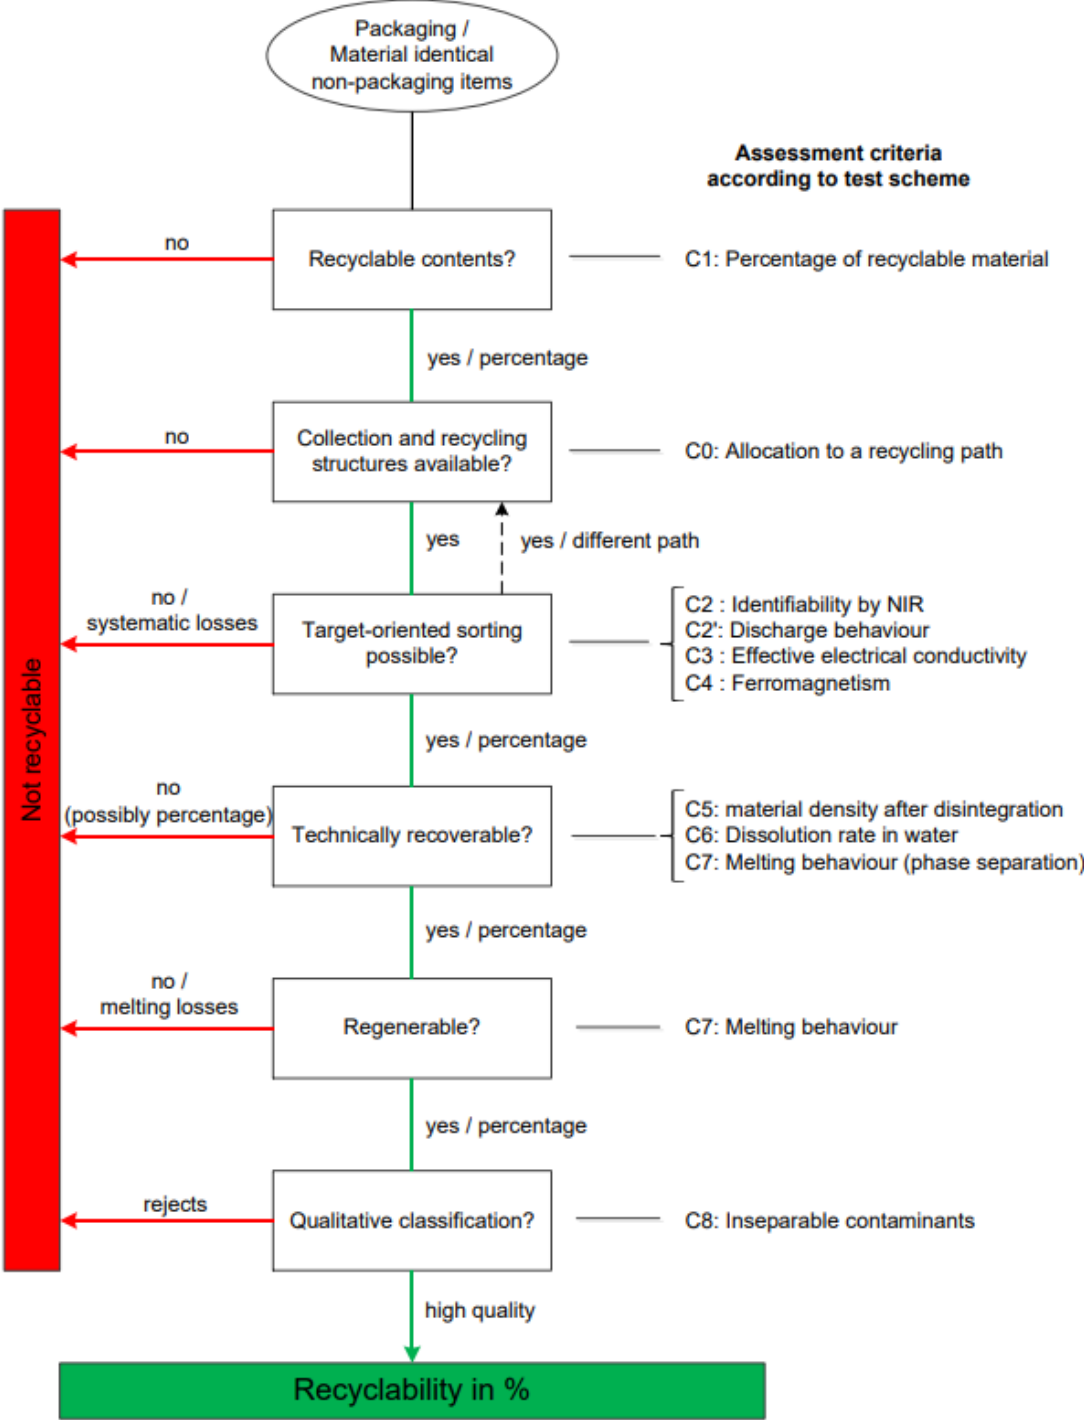 Packaging /
Material identical
non-packaging items
Assessment criteria
according to test scheme
no
Recyclable contents?
C1: Percentage of recyclable material
yes / percentage
no
Collection and recycling
structures available?
C0: Allocation to a recycling path
yes
yes / different path
no /
systematic losses
Target-oriented sorting
possible?
C2 : Identifiability by NIR
C2': Discharge behaviour
C3 : Effective electrical conductivity
C4 : Ferromagnetism
Not recyclable
yes / percentage
no
(possibly percentage)
Technically recoverable?
C5: material density after disintegration
C6: Dissolution rate in water
C7: Melting behaviour (phase separation)
yes / percentage
no /
melting losses
Regenerable?
C7: Melting behaviour
yes / percentage
rejects
Qualitative classification?
C8: Inseparable contaminants
high quality
Recyclability in %